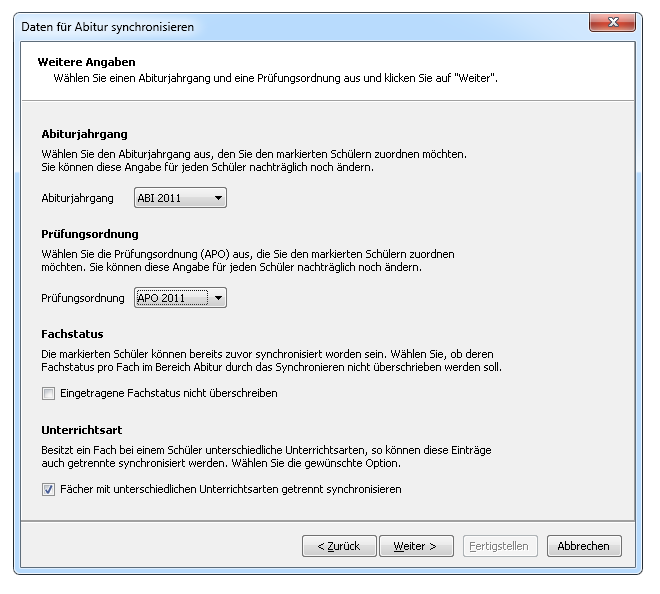 Daten für Abitur synchronisieren
Weitere Angaben
Wählen Sie einen Abiturjahrgang und eine Prüfungsordnung aus und klicken Sie auf "Weiter".
Abiturjahrgang
Wählen Sie den Abiturjahrgang aus, den Sie den markierten Schülern zuordnen möchten.
Sie können diese Angabe für jeden Schüler nachträglich noch ändern.
Abiturjahrgang ABI 2011
Prüfungsordnung
Wählen Sie die Prüfungsordnung (APO) aus, die Sie den markierten Schülern zuordnen
möchten. Sie können diese Angabe für jeden Schüler nachträglich noch ändern.
Prüfungsordnung APO 2011
Fachstatus
Die markierten Schüler können bereits zuvor synchronisiert worden sein. Wählen Sie, ob deren
Fachstatus pro Fach im Bereich Abitur durch das Synchronieren nicht überschrieben werden soll.
Eingetragene Fachstatus nicht überschreiben
Unterrichtsart
Besitzt ein Fach bei einem Schüler unterschiedliche Unterrichtsarten, so können diese Einträge
auch getrennte synchronisiert werden. Wählen Sie die gewünschte Option.
Fächer mit unterschiedlichen Unterrichtsarten getrennt synchronisieren
< Zurück Weiter > Fertigstellen Abbrechen